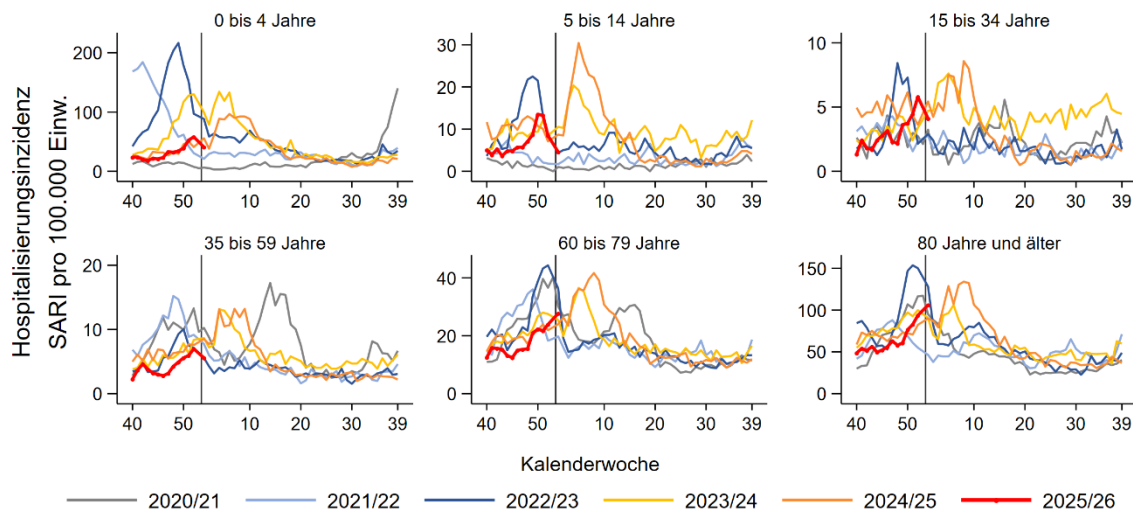 Hospitalisierungsinzidenz
SARI pro 100.000 Einw.
0 bis 4 Jahre
200
100
0
40 50 10 20 30 39
5 bis 14 Jahre
30
20
10
0
40 50 10 20 30 39
15 bis 34 Jahre
10
5
0
40 50 10 20 30 39
35 bis 59 Jahre
20
10
0
40 50 10 20 30 39
60 bis 79 Jahre
40
20
0
40 50 10 20 30 39
80 Jahre und älter
150
100
50
0
40 50 10 20 30 39
Kalenderwoche
2020/21 2021/22 2022/23 2023/24 2024/25 2025/26